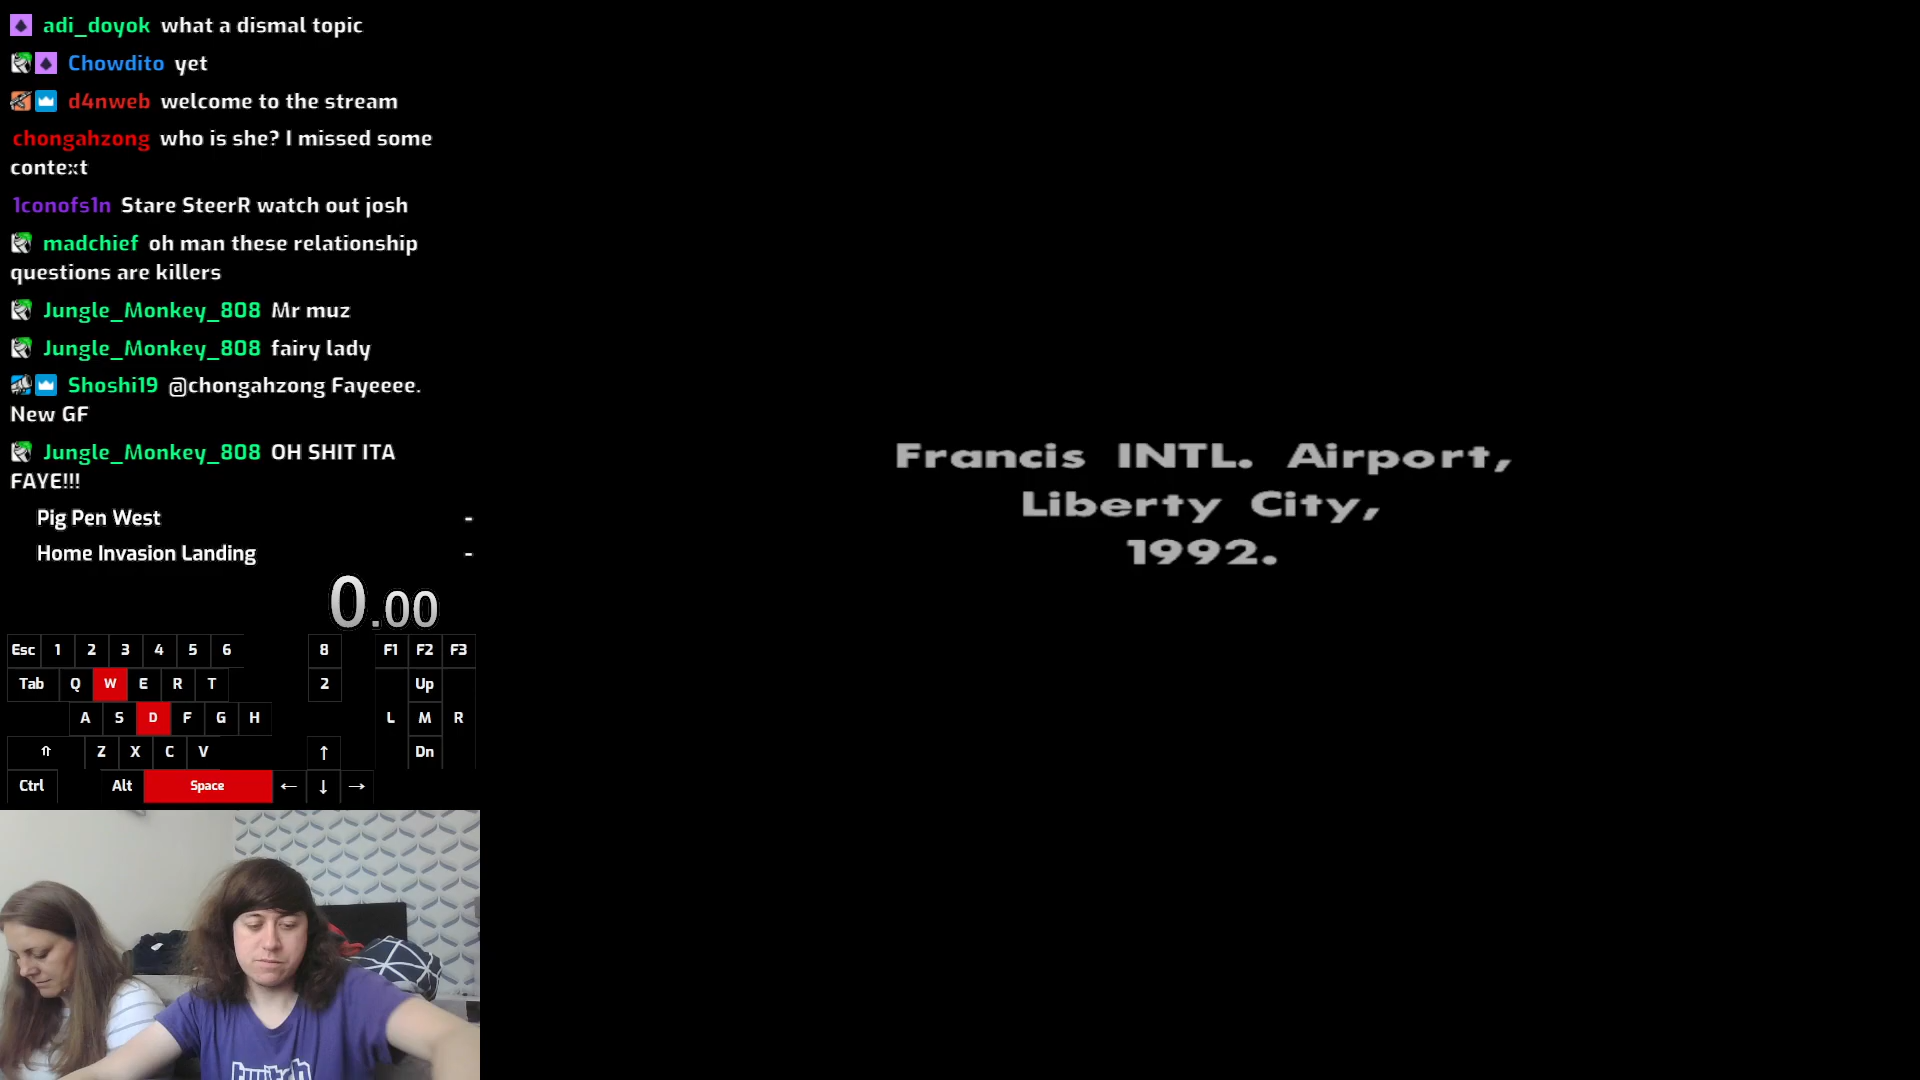 adi_doyok what a dismal topic
Chowdito yet
d4nweb welcome to the stream
chongahzong who is she? I missed some
context
1conofs1n Stare SteerR watch out josh
madchief oh man these relationship
questions are killers
Jungle_Monkey_808 Mr muz
Jungle_Monkey_808 fairy lady
Shoshi19 @chongahzong Fayeeee.
New GF
Jungle_Monkey_808 OH SHIT ITA
FAYE!!!
Pig Pen West -
Home Invasion Landing -
0.00
Francis INTL. Airport,
Liberty City,
1992.
Esc 1 2 3 4 5 6 8 F1 F2 F3
Tab Q W E R T 2 Up
A S D F G H L M R
⇧ Z X C V ↑ Dn
Ctrl Alt Space ← ↓ →
twitch